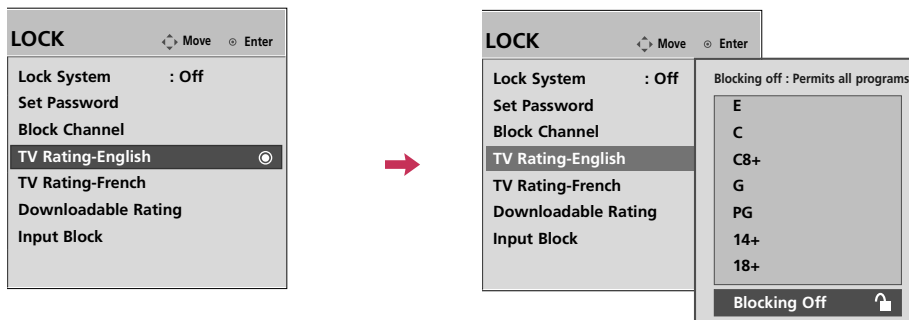 LOCK Move Enter
Lock System : Off
Set Password
Block Channel
TV Rating-English
TV Rating-French
Downloadable Rating
Input Block
LOCK Move Enter
Lock System : Off
Set Password
Block Channel
TV Rating-English
TV Rating-French
Downloadable Rating
Input Block
Blocking off : Permits all programs
E
C
C8+
G
PG
14+
18+
Blocking Off